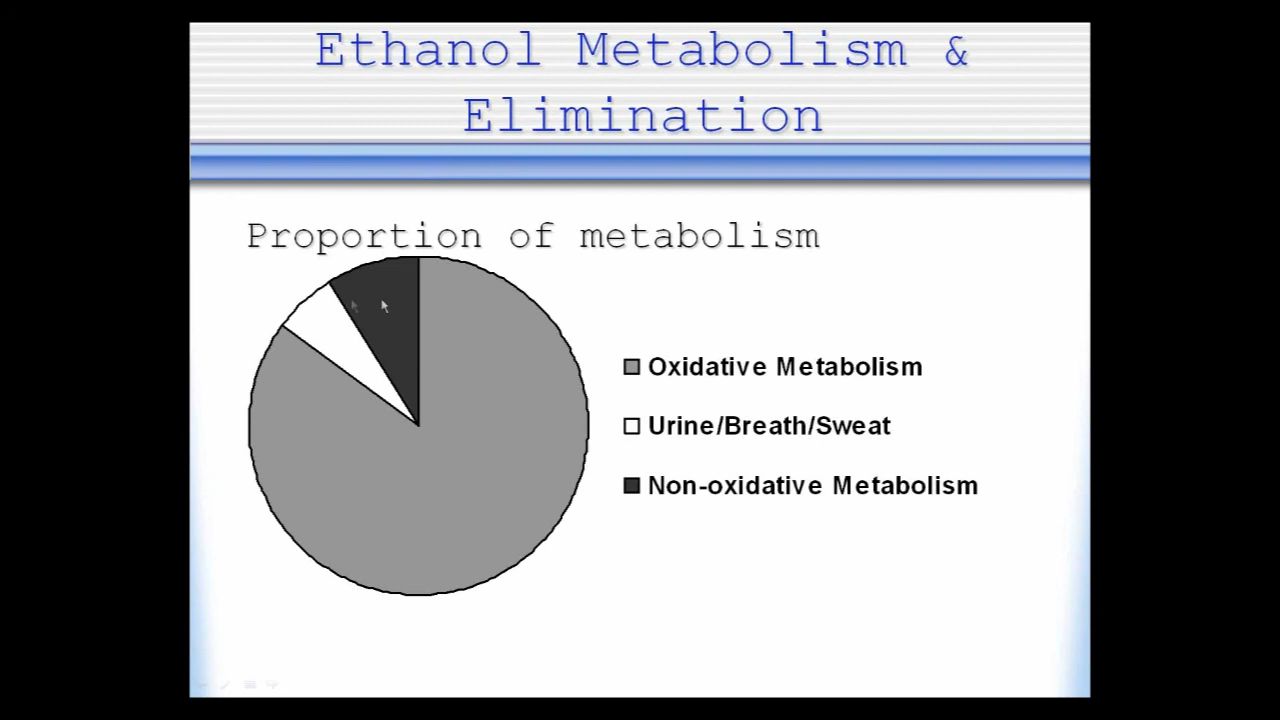 Ethanol Metabolism &
Elimination
Proportion of metabolism
Oxidative Metabolism
Urine/Breath/Sweat
Non-oxidative Metabolism